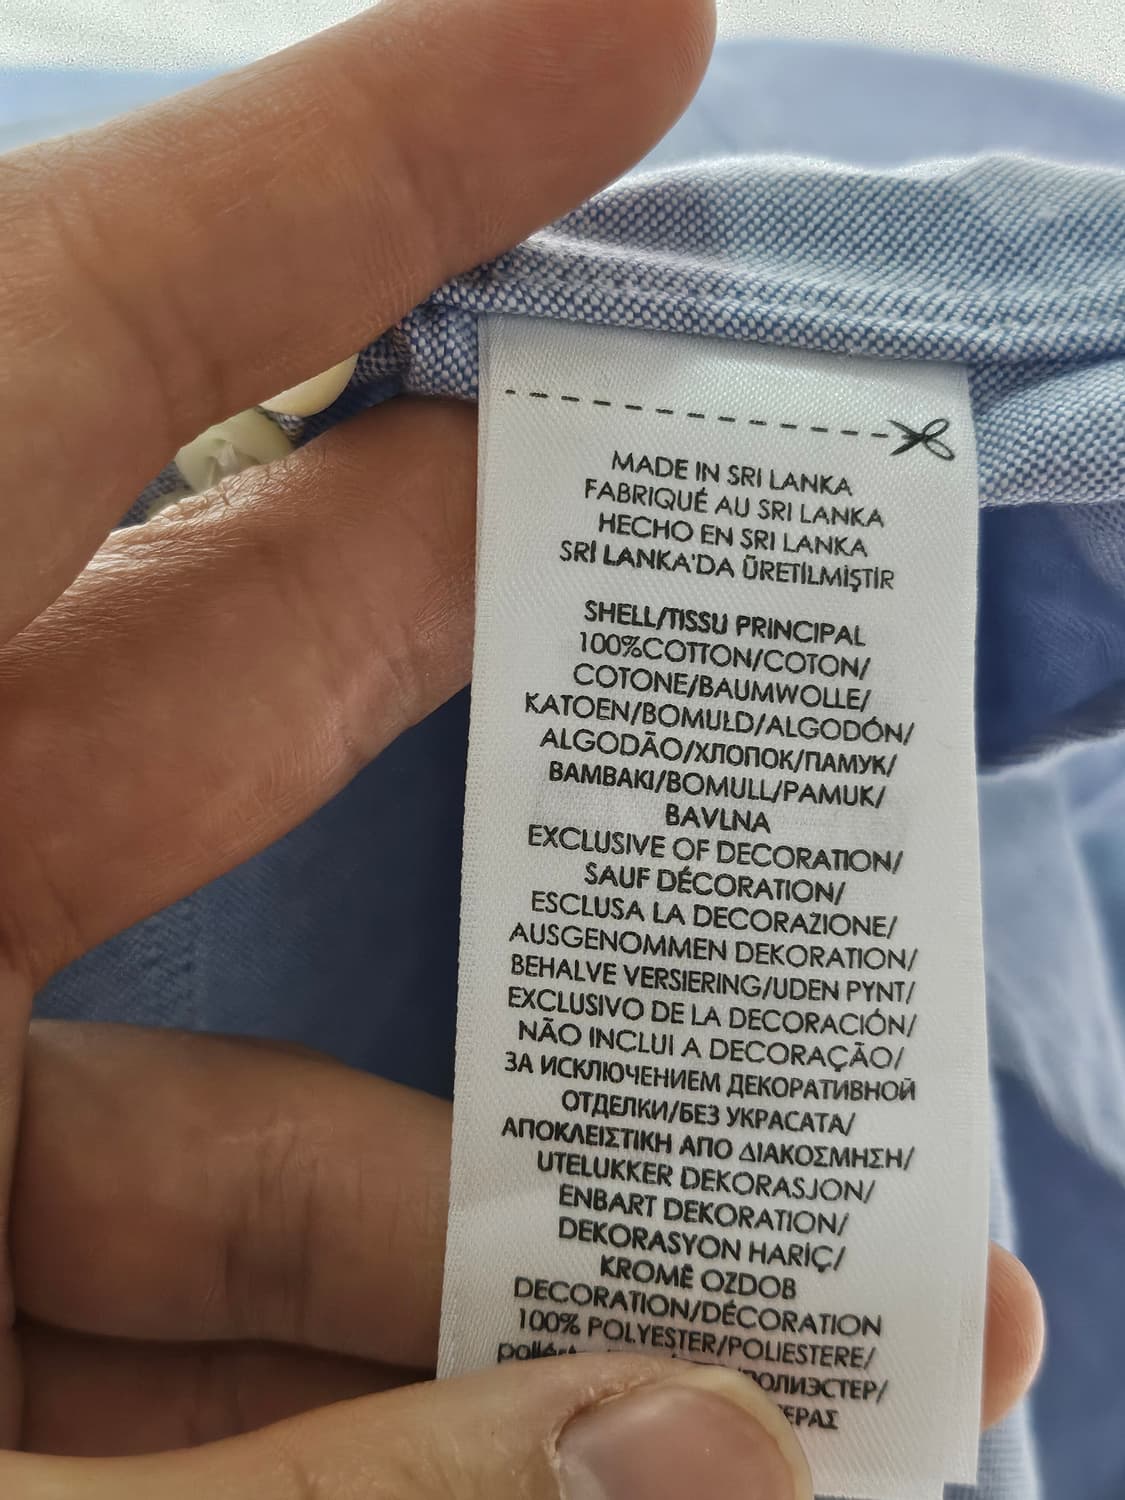 MADE IN SRI LANKA
FABRIQUÉ AU SRI LANKA
HECHO EN SRI LANKA
SRİ LANKA'DA ÜRETİLMİŞTİR
SHELL/TISSU PRINCIPAL
100%COTTON/COTON/
COTONE/BAUMWOLLE/
KATOEN/BOMULD/ALGODÓN/
ALGODÃO/ХЛОПОК/ПАМУК/
BAMBAKI/BOMULL/PAMUK/
BAVLNA
EXCLUSIVE OF DECORATION/
SAUF DÉCORATION/
ESCLUSA LA DECORAZIONE/
AUSGENOMMEN DEKORATION/
BEHALVE VERSIERING/UDEN PYNT/
EXCLUSIVO DE LA DECORACIÓN/
NÃO INCLUI A DECORAÇÃO/
ЗА ИСКЛЮЧЕНИЕМ ДЕКОРАТИВНОЙ
ОТДЕЛКИ/БЕЗ УКРАСАТА/
ΑΠΟΚΛΕΙΣΤΙΚΗ ΑΠΟ ΔΙΑΚΟΣΜΗΣΗ/
UTELUKKER DEKORASJON/
ENBART DEKORATION/
DEKORASYON HARİÇ/
KROMĚ OZDOB
DECORATION/DÉCORATION
100% POLYESTER/POLIESTERE/
ПОЛИЭСТЕР/